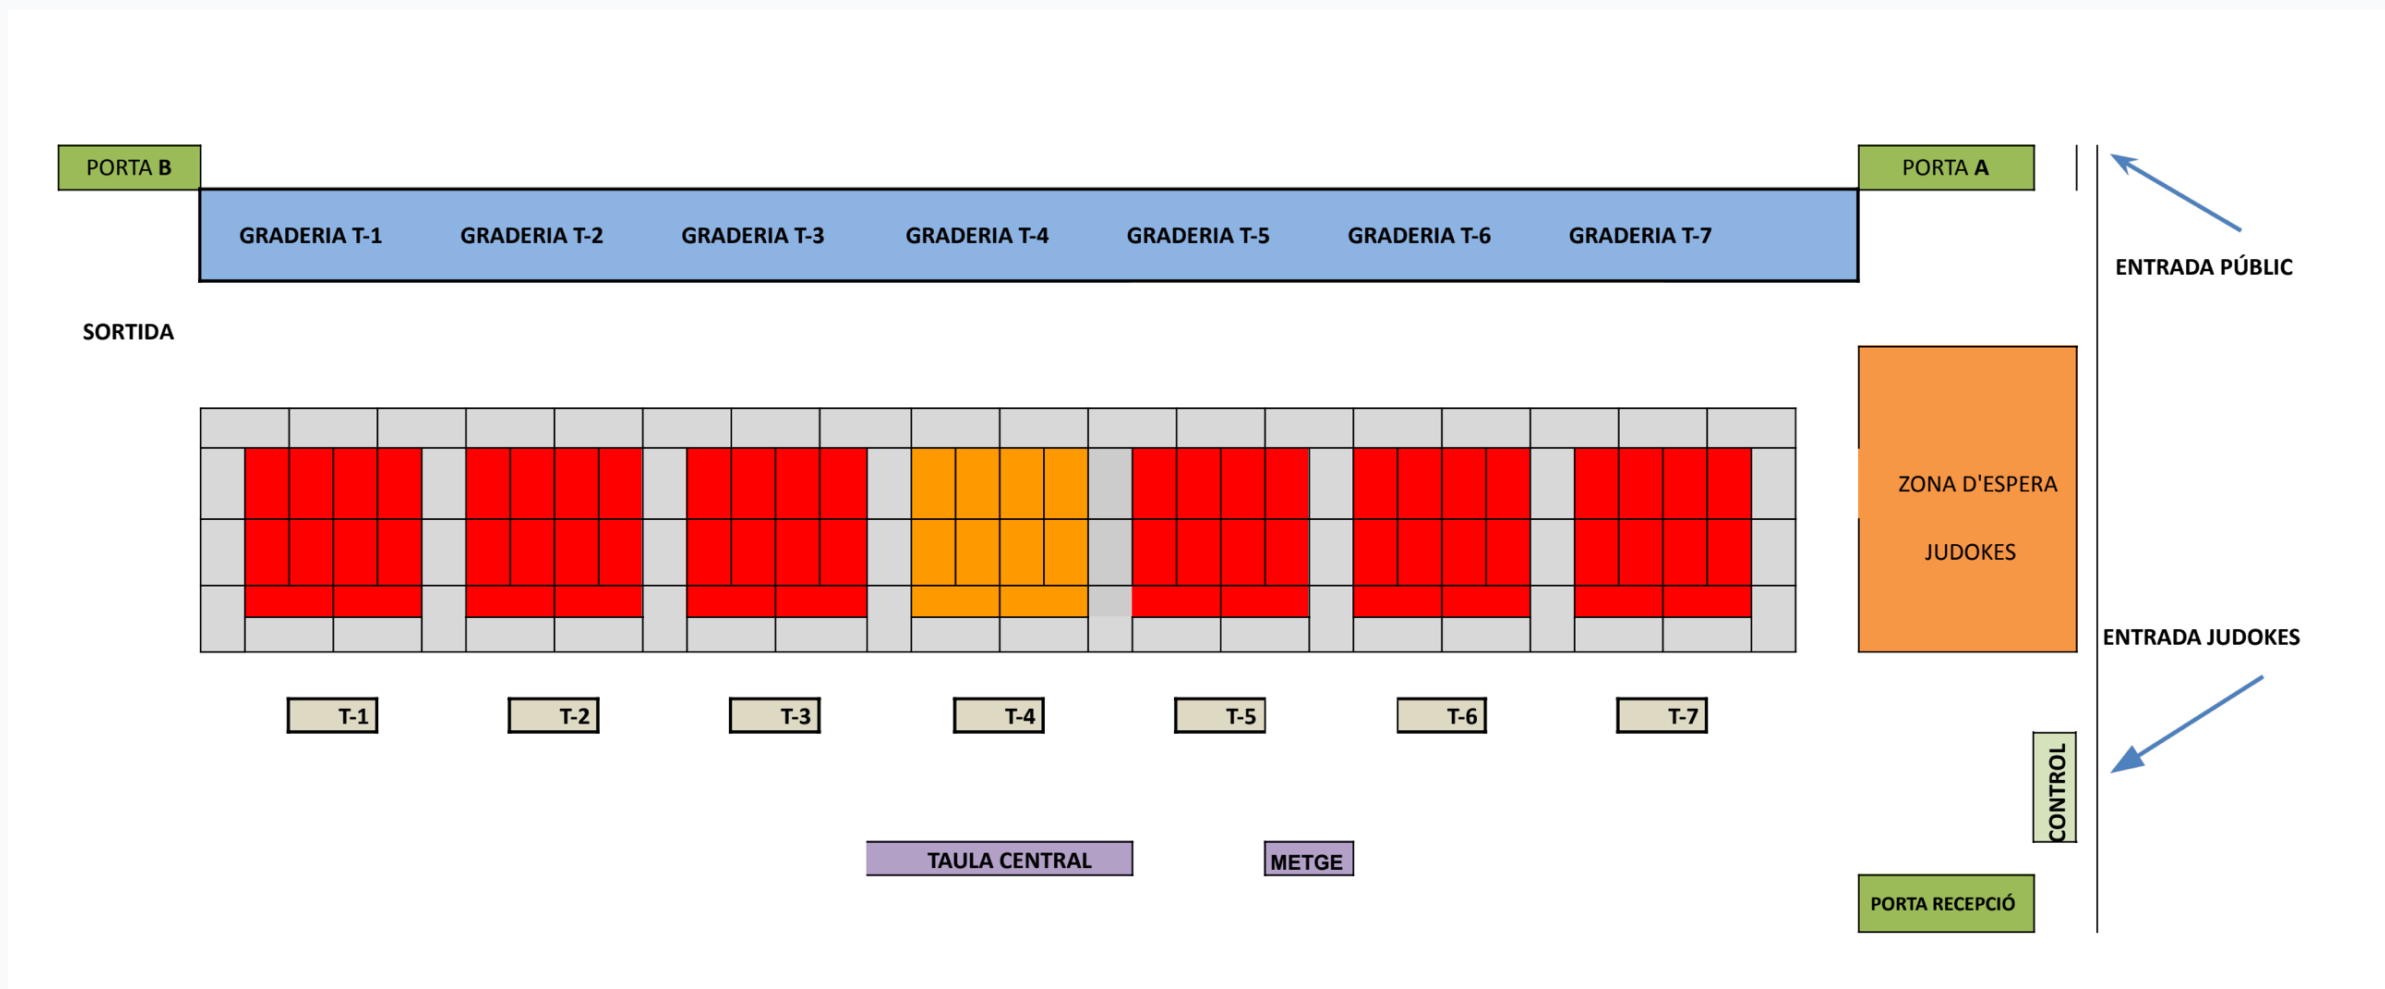 PORTA B
PORTA A
GRADERIA T-1
GRADERIA T-2
GRADERIA T-3
GRADERIA T-4
GRADERIA T-5
GRADERIA T-6
GRADERIA T-7
ENTRADA PÚBLIC
SORTIDA
ZONA D'ESPERA
JUDOKES
ENTRADA JUDOKES
T-1
T-2
T-3
T-4
T-5
T-6
T-7
CONTROL
TAULA CENTRAL
METGE
PORTA RECEPCIÓ